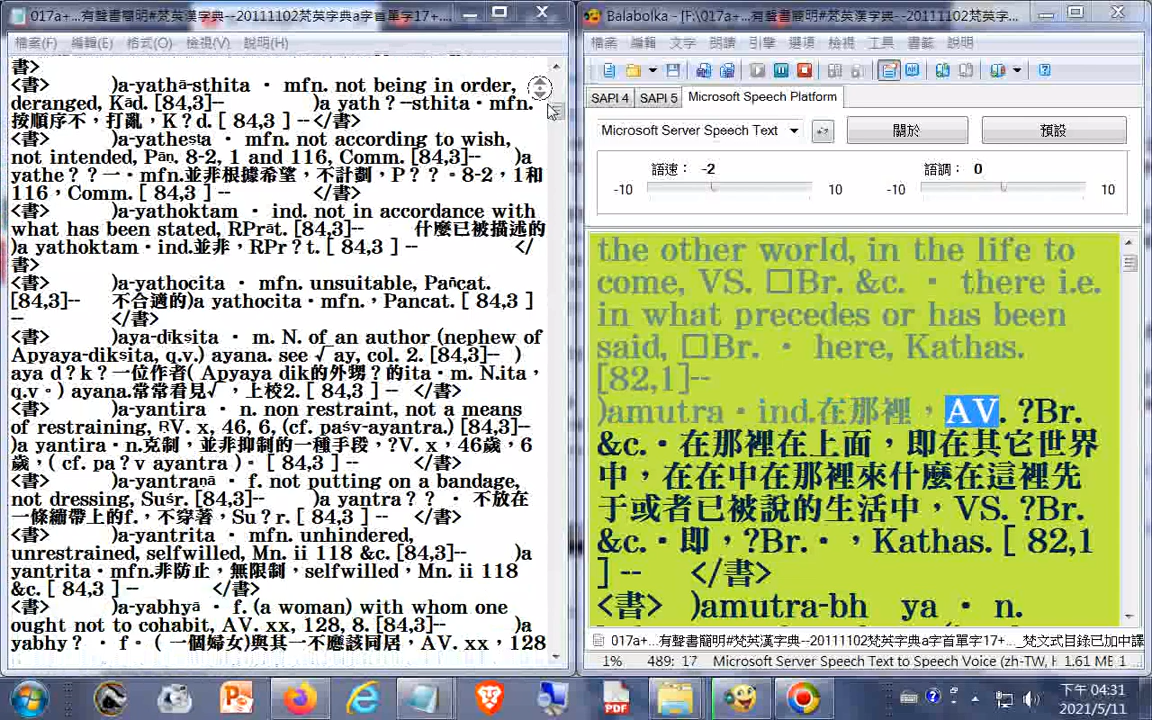 017a+...有聲書簡明#梵英漢字典--20111102梵英字典a字首單字17+...
檔案(F) 編輯(E) 格式(O) 檢視(V) 說明(H)
書>
<書> )a-yathā-sthita · mfn. not being in order,
deranged, Kād. [84,3]-- )a yath ? –sthita · mfn.
按順序不，打亂，K ? d. [ 84,3 ] --</書>
<書> )a-yatheṣṭa · mfn. not according to wish,
not intended, Pāṇ. 8-2, 1 and 116, Comm. [84,3]-- )a
yathe ? ? 一 · mfn.並非根據希望，不計劃，P ? ? 。8-2，1和
116, Comm. [ 84,3 ] -- </書>
<書> )a-yathoktam · ind. not in accordance with
what has been stated, RPrāt. [84,3]-- 什麼已被描述的
)a yathoktam · ind.並非，RPr ? t. [ 84,3 ] -- </
書>
<書> )a-yathocita · mfn. unsuitable, Pañcat.
[84,3]-- 不合適的)a yathocita · mfn.，Pancat. [ 84,3 ]
-- </書>
<書> )aya-dīkṣita · m. N. of an author (nephew of
Apyaya-dikṣita, q.v.) ayana. see √ ay, col. 2. [84,3]-- )
aya d ? k ? 一位作者( Apyaya dik的外甥 ? 的ita · m. N.ita，
q.v。) ayana.常常看見√，上校2. [ 84,3 ] -- </書>
<書> )a-yantira · n. non restraint, not a means
of restraining, RV. x, 46, 6, (cf. paśv-ayantra.) [84,3]--
)a yantira · n.克制，並非抑制的一種手段，?V. x，46歲，6
歲，( cf. pa ? v ayantra )。[ 84,3 ] -- </書>
<書> )a-yantraṇā · f. not putting on a bandage,
not dressing, Suśr. [84,3]-- )a yantra ? ? · 不放在
一條繃帶上的f.，不穿著，Su ? r. [ 84,3 ] -- </書>
<書> )a-yantrita · mfn. unhindered,
unrestrained, selfwilled, Mn. ii 118 &c. [84,3]-- )a
yantrita · mfn.非防止，無限制，selfwilled，Mn. ii 118
&c. [ 84,3 ] -- </書>
<書> )a-yabhyā · f. (a woman) with whom one
ought not to cohabit, AV. xx, 128, 8. [84,3]-- )a
yabhy ? · f。( 一個婦女)與其一不應該同居，AV. xx，128
Balabolka - [F:\017a+...有聲書簡明#梵英漢字典--20111102梵英字...
檔案 編輯 文字 朗讀 引擎 選項 檢視 工具 書籤 說明
SAPI 4 SAPI 5 Microsoft Speech Platform
Microsoft Server Speech Text 關於 預設
語速： -2 語調： 0
-10 10 -10 10
the other world, in the life to
come, VS. □Br. &c. · there i.e.
in what precedes or has been
said, □Br. · here, Kathas.
[82,1]--
)amutra · ind.在那裡，AV. ?Br.
&c. · 在那裡在上面，即在其它世界
中，在在中在那裡來什麼在這裡先
于或者已被說的生活中，VS. ?Br.
&c. · 即，?Br. · ，Kathas. [ 82,1
] -- </書>
<書> )amutra-bh ya · n.
017a+...有聲書簡明#梵英漢字典--20111102梵英字典a字首單字17+..._梵文式目錄已加中譯
1% 489: 17 Microsoft Server Speech Text to Speech Voice (zh-TW, H 1.61 MB 1
PDF
下午 04:31
2021/5/11